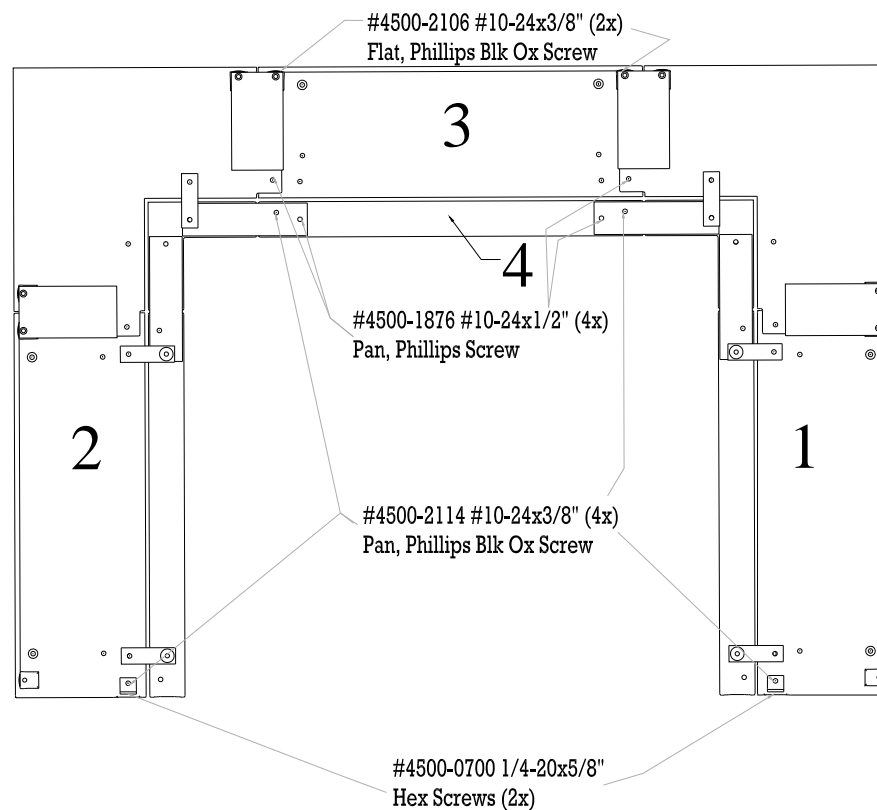 #4500-2106 #10-24x3/8" (2x)
Flat, Phillips Blk Ox Screw
3
4
#4500-1876 #10-24x1/2" (4x)
Pan, Phillips Screw
2
1
#4500-2114 #10-24x3/8" (4x)
Pan, Phillips Blk Ox Screw
#4500-0700 1/4-20x5/8"
Hex Screws (2x)